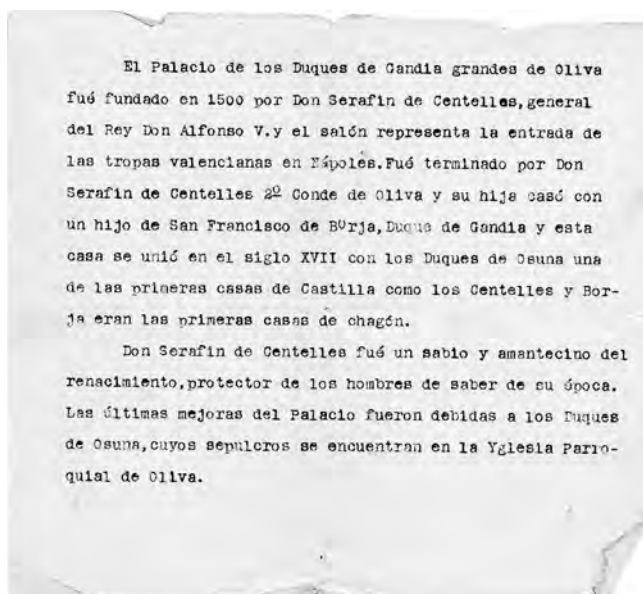 El Palacio de los Duques de Gandia grandes de Oliva
fué fundado en 1500 por Don Serafin de Centelles,general
del Rey Don Alfonso V.y el salón representa la entrada de
las tropas valencianas en Nápoles.Fué terminado por Don
Serafin de Centelles 2º Conde de Oliva y su hija casó con
un hijo de San Francisco de Borja,Duque de Gandia y esta
casa se unió en el siglo XVII con los Duques de Osuna una
de las primeras casas de Castilla como los Centelles y Bor-
ja eran las primeras casas de chagón.
Don Serafin de Centelles fué un sabio y amantecino del
renacimiento,protector de los hombres de saber de su época.
Las últimas mejoras del Palacio fueron debidas a los Duques
de Osuna,cuyos sepulcros se encuentran en la Yglesia Parro-
quial de Oliva.